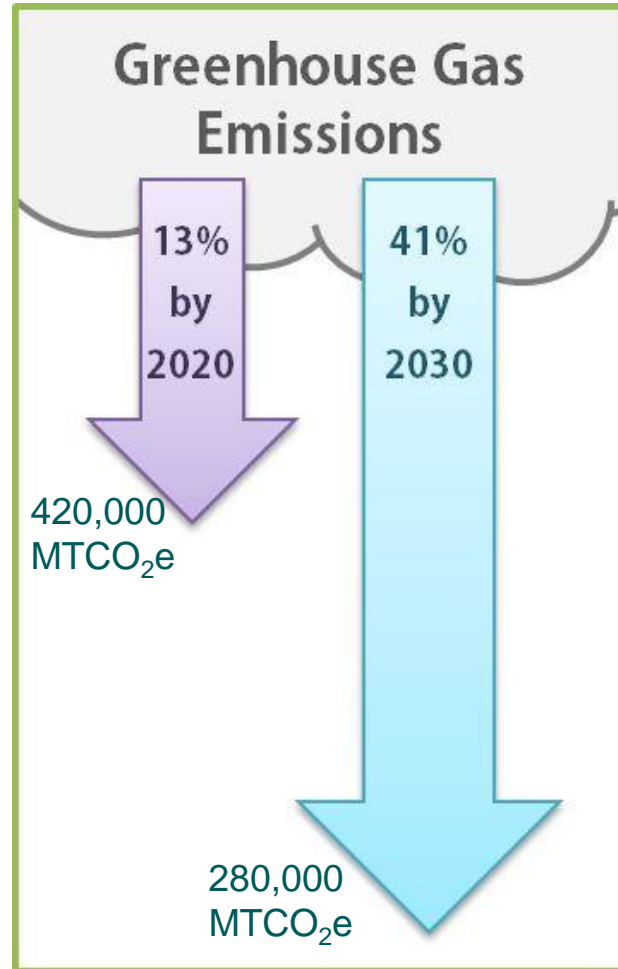 Greenhouse Gas
Emissions
13%
by
2020
41%
by
2030
420,000
MTCO₂e
280,000
MTCO₂e